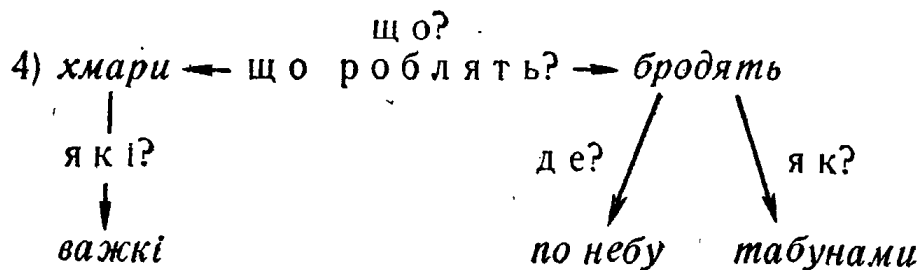 що?
4) хмари що роблять? бродять
які?
де? як?
важкі по небу табунами